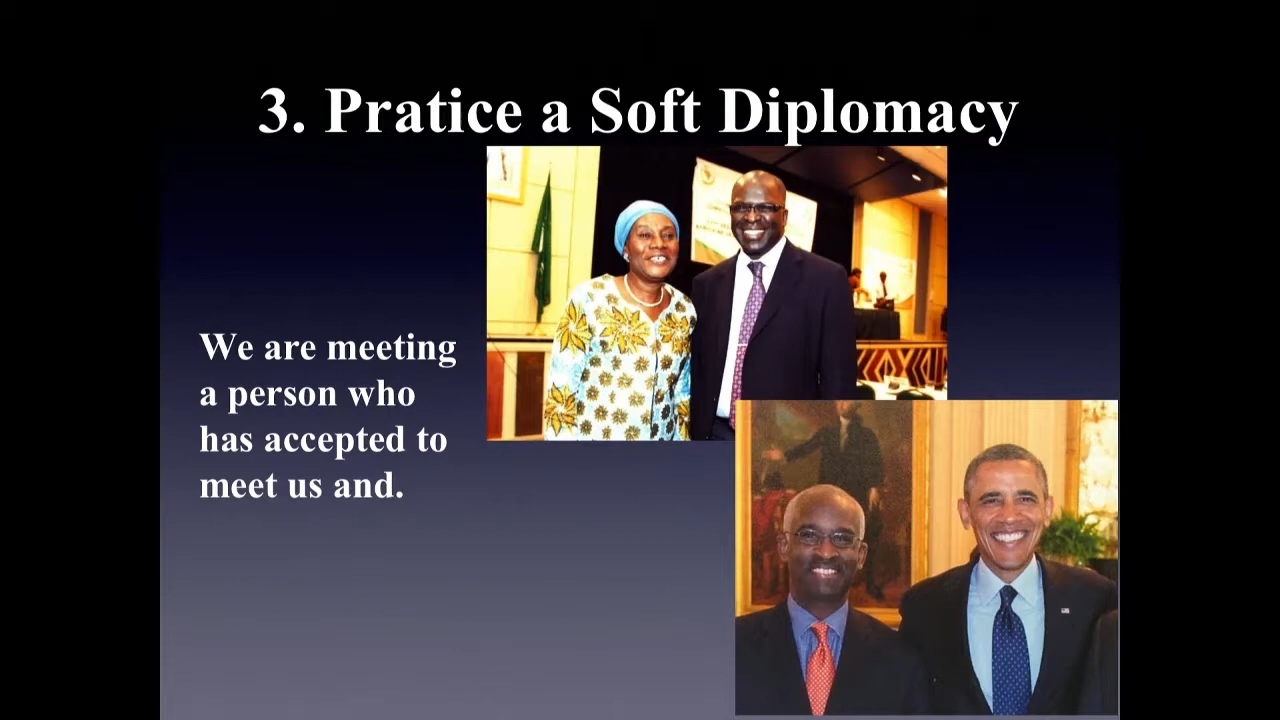 3. Pratice a Soft Diplomacy
We are meeting
a person who
has accepted to
meet us and.